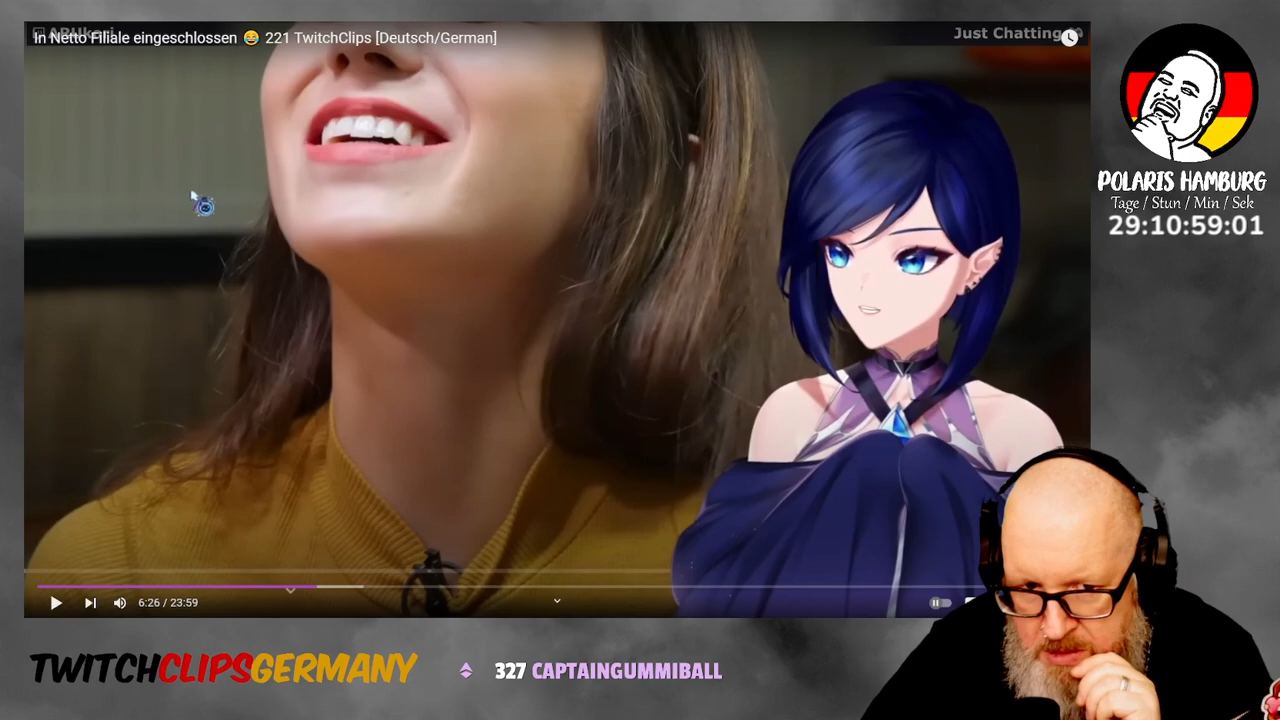 In Netto Filiale eingeschlossen 😂 221 TwitchClips [Deutsch/German]
Just Chatting
POLARIS HAMBURG
Tage / Stun / Min / Sek
29:10:59:01
6:26 / 23:59
TWITCHCLIPSGERMANY
327 CAPTAINGUMMIBALL